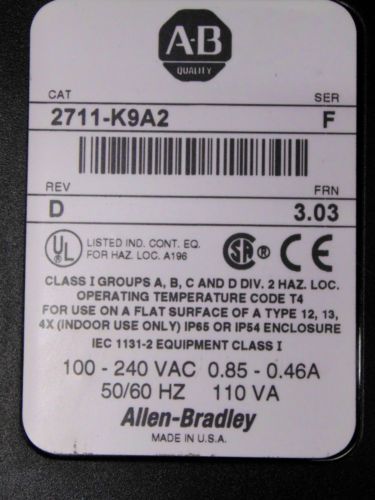 A-B
QUALITY
CAT SER
2711-K9A2 F
REV FRN
D 3.03
UL LISTED IND. CONT. EQ.
FOR HAZ. LOC. A196
SA CE
CLASS I GROUPS A, B, C AND D DIV. 2 HAZ. LOC.
OPERATING TEMPERATURE CODE T4
FOR USE ON A FLAT SURFACE OF A TYPE 12, 13,
4X (INDOOR USE ONLY) IP65 OR IP54 ENCLOSURE
IEC 1131-2 EQUIPMENT CLASS I
100 - 240 VAC 0.85 - 0.46A
50/60 HZ 110 VA
Allen-Bradley
MADE IN U.S.A.